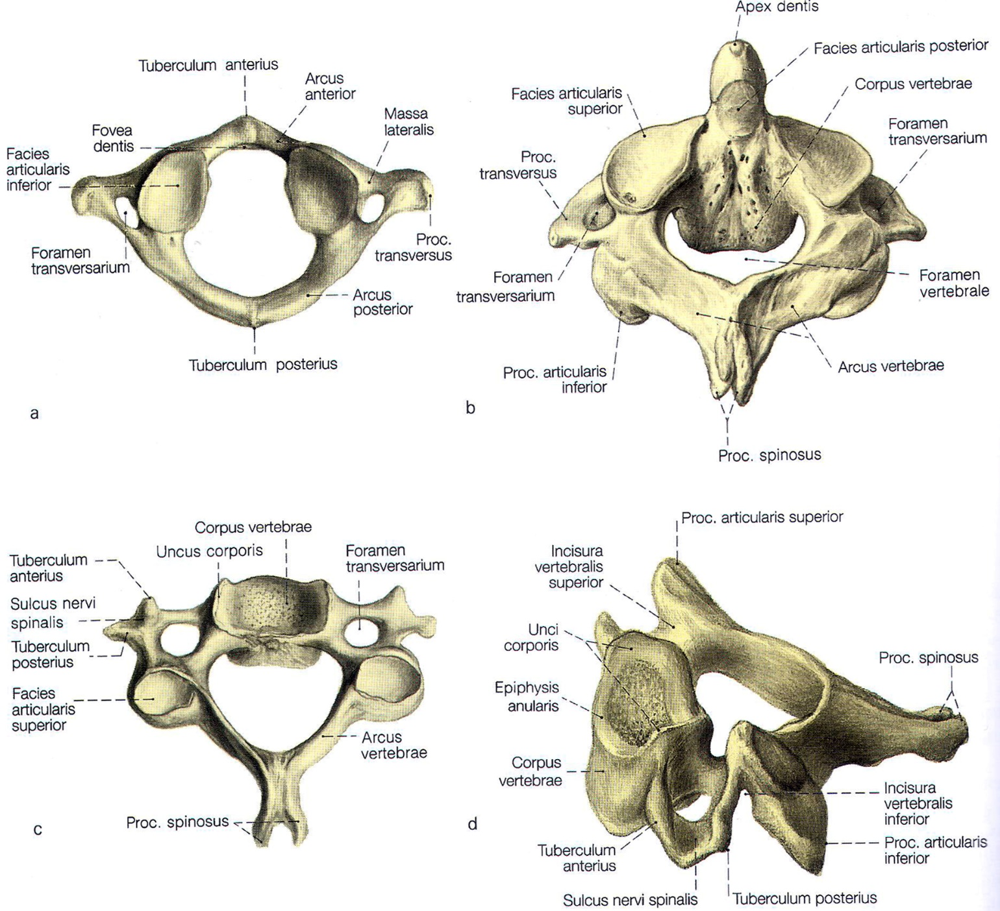 Tuberculum anterius
Arcus
anterior
Massa
lateralis
Fovea
dentis
Facies
articularis
inferior
Foramen
transversarium
Proc.
transversus
Arcus
posterior
Tuberculum posterius
a
Apex dentis
Facies articularis posterior
Corpus vertebrae
Facies articularis
superior
Foramen
transversarium
Proc.
transversus
Foramen
transversarium
Foramen
vertebrale
Proc. articularis
inferior
Arcus vertebrae
Proc. spinosus
b
Corpus vertebrae
Uncus corporis
Foramen
transversarium
Tuberculum
anterius
Sulcus nervi
spinalis
Tuberculum
posterius
Facies
articularis
superior
Arcus
vertebrae
Proc. spinosus
c
Proc. articularis superior
Incisura
vertebralis
superior
Unci
corporis
Proc. spinosus
Epiphysis
anularis
Corpus
vertebrae
Incisura
vertebralis
inferior
Proc. articularis
inferior
Tuberculum
anterius
Sulcus nervi spinalis
Tuberculum posterius
d